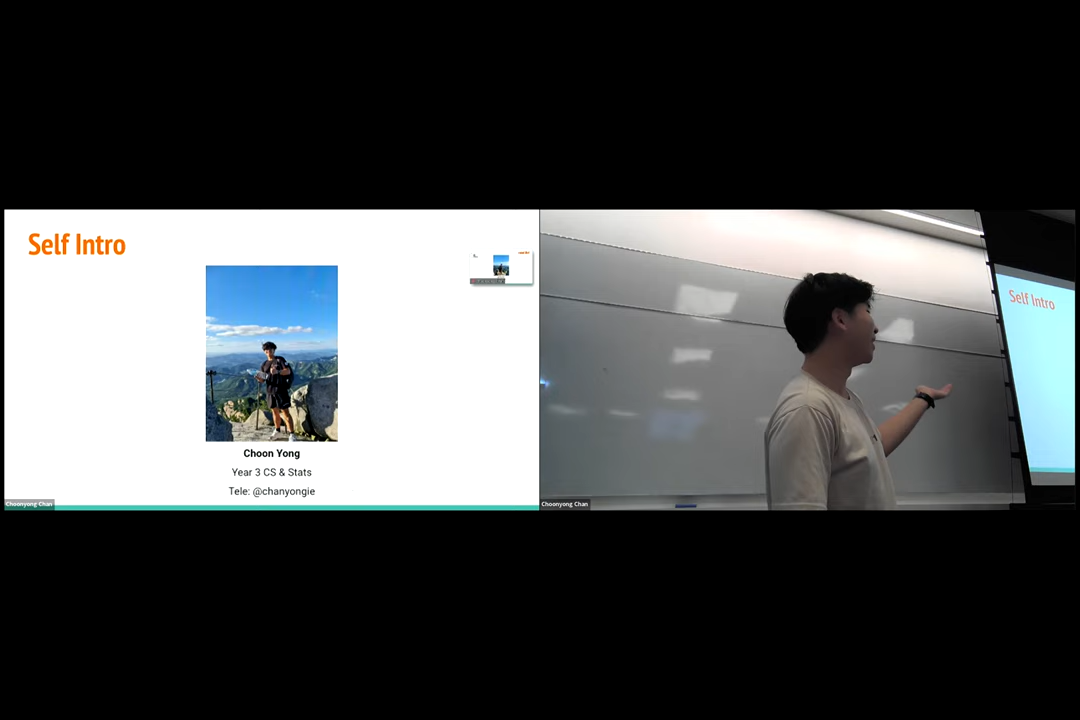 Self Intro
Choon Yong
Year 3 CS & Stats
Tele: @chanyongie
Choonyong Chan
Choonyong Chan
Self Intro